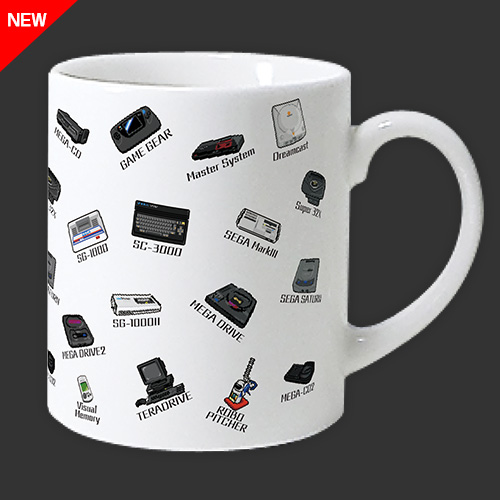 NEW
MEGA-CD
GAME GEAR
Master System
Dreamcast
32X
SG-1000
SC-3000
SEGA MarkIII
Super 32X
SG-1000II
MEGA DRIVE
SEGA SATURN
MEGA DRIVE2
Visual
Memory
TERADRIVE
ROBO
PITCHER
MEGA-CD2